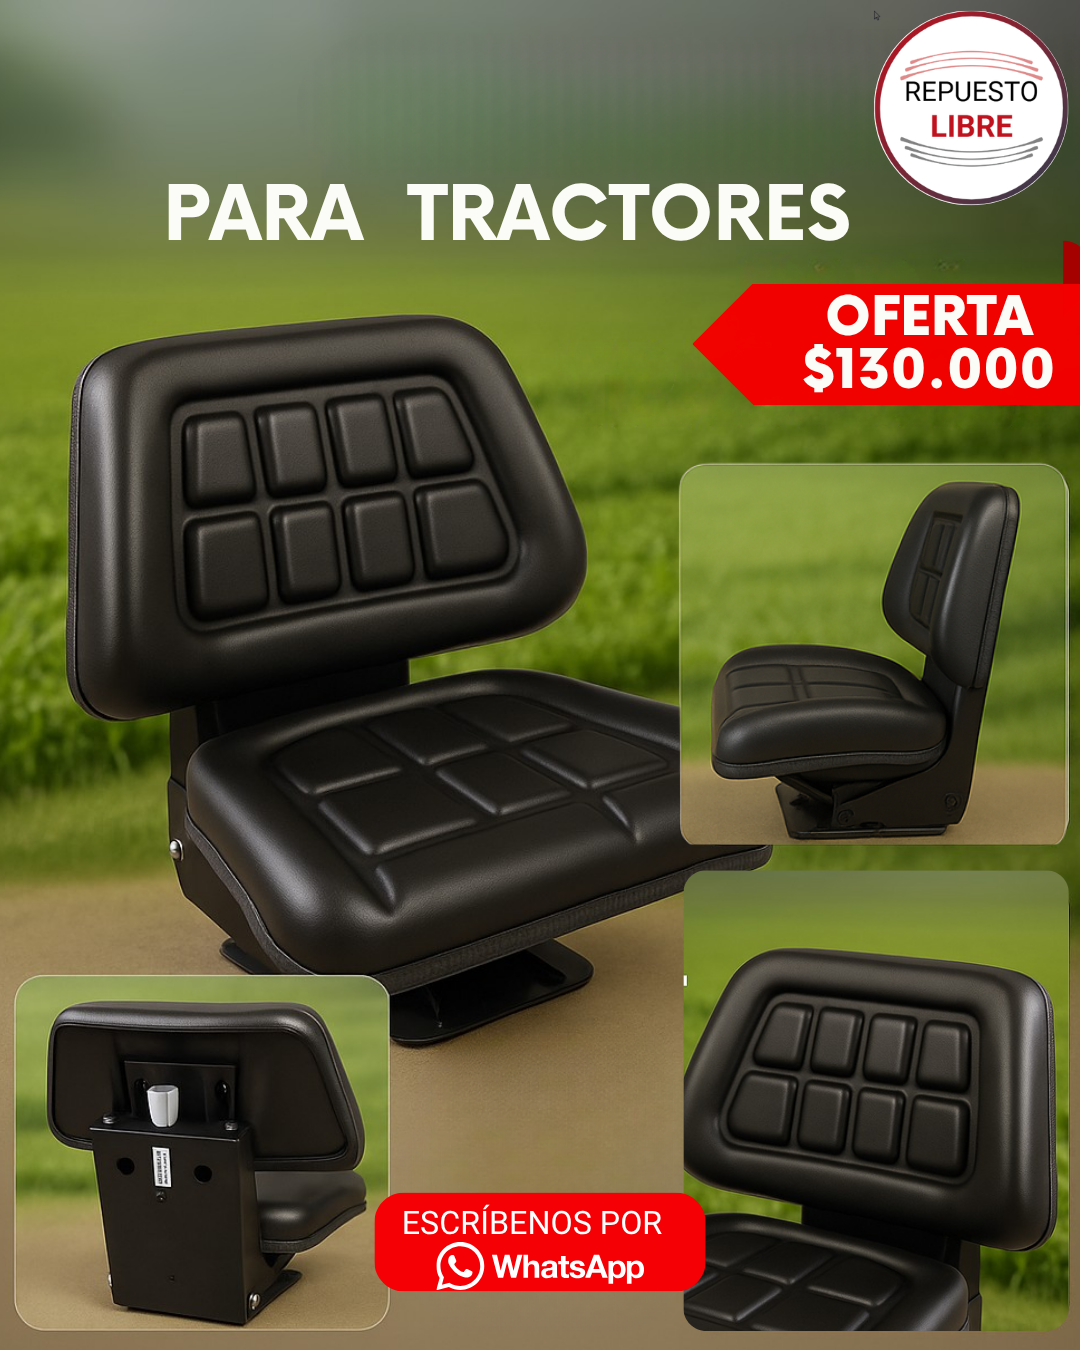 REPUESTO
LIBRE
PARA TRACTORES
OFERTA
$130.000
ESCRÍBENOS POR
WhatsApp